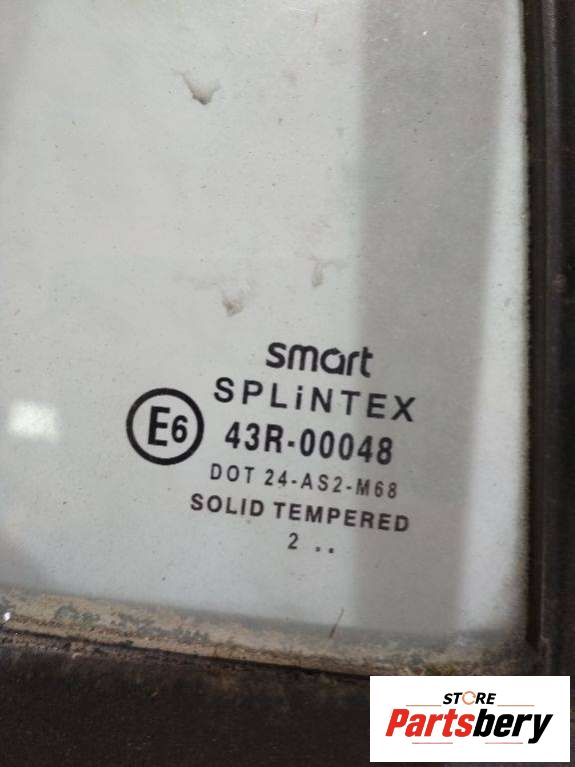 smart
SPLiNTEX
E6 43R-00048
DOT 24-AS2-M68
SOLID TEMPERED
2 ..
STORE
Partsbery